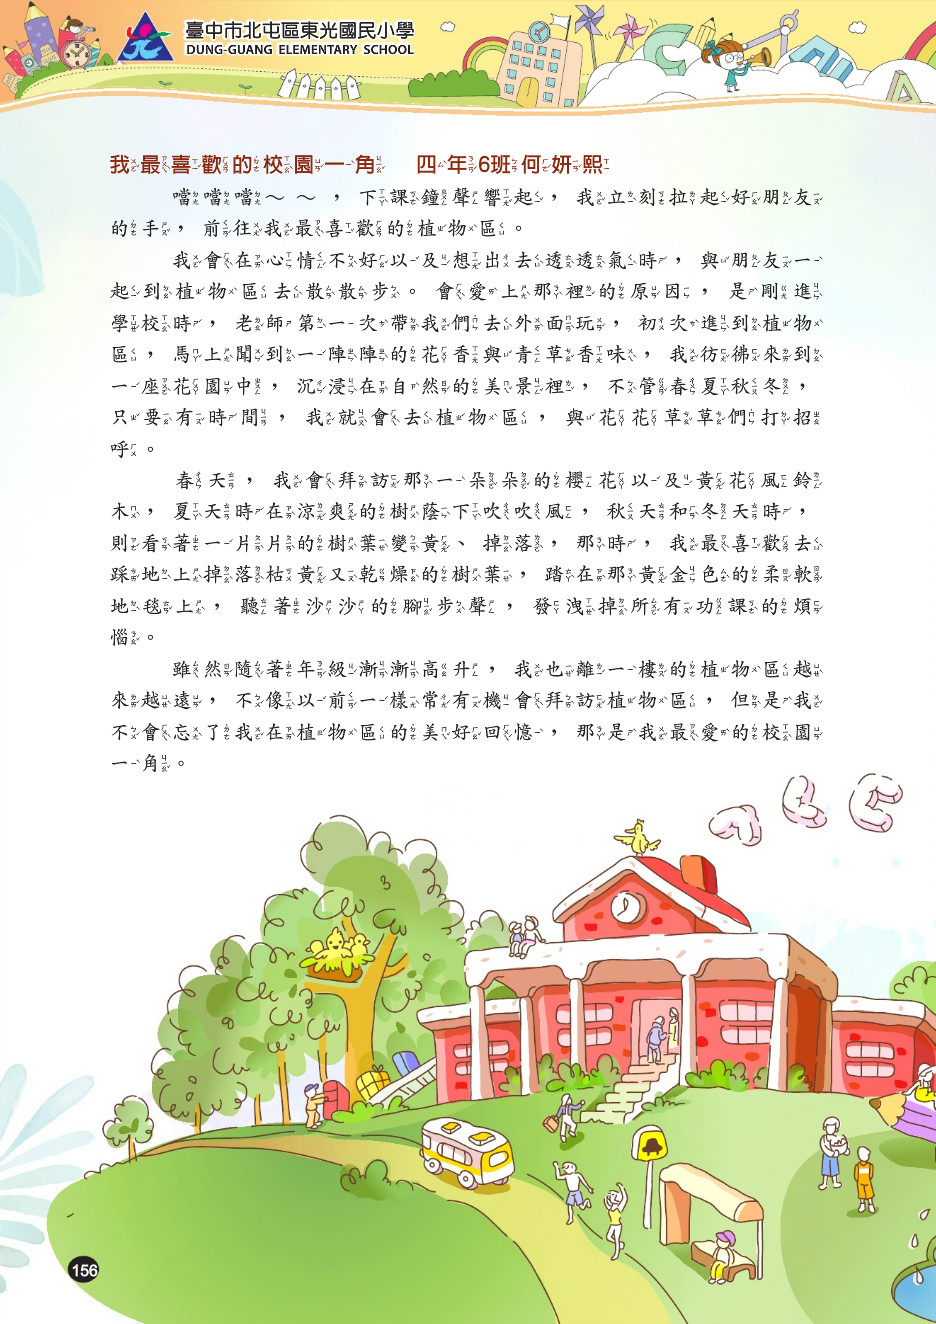 臺中市北屯區東光國民小學
DUNG-GUANG ELEMENTARY SCHOOL
我最喜歡的校園一角 四年6班何妍熙
噹噹噹～～，下課鐘聲響起，我立刻拉起好朋友
的手，前往我最喜歡的植物區。
我會在心情不好以及想出去透透氣時，與朋友一
起到植物區去散散步。會愛上那裡的原因，是剛進
學校時，老師第一次帶我們去外面玩，初次進到植物
區，馬上聞到一陣陣的花香與青草香味，我彷彿來到
一座花園中，沉浸在自然的美景裡，不管春夏秋冬，
只要有時間，我就會去植物區，與花花草草們打招
呼。
春天，我會拜訪那一朵朵的櫻花以及黃花風鈴
木，夏天時在涼爽的樹蔭下吹吹風，秋天和冬天時，
則看著一片片的樹葉變黃、掉落，那時，我最喜歡去
踩地上掉落枯黃又乾燥的樹葉，踏在那黃金色的柔軟
地毯上，聽著沙沙的腳步聲，發洩掉所有功課的煩
惱。
雖然隨著年級漸漸高升，我也離一樓的植物區越
來越遠，不像以前一樣常有機會拜訪植物區，但是我
不會忘了我在植物區的美好回憶，那是我最愛的校園
一角。
156